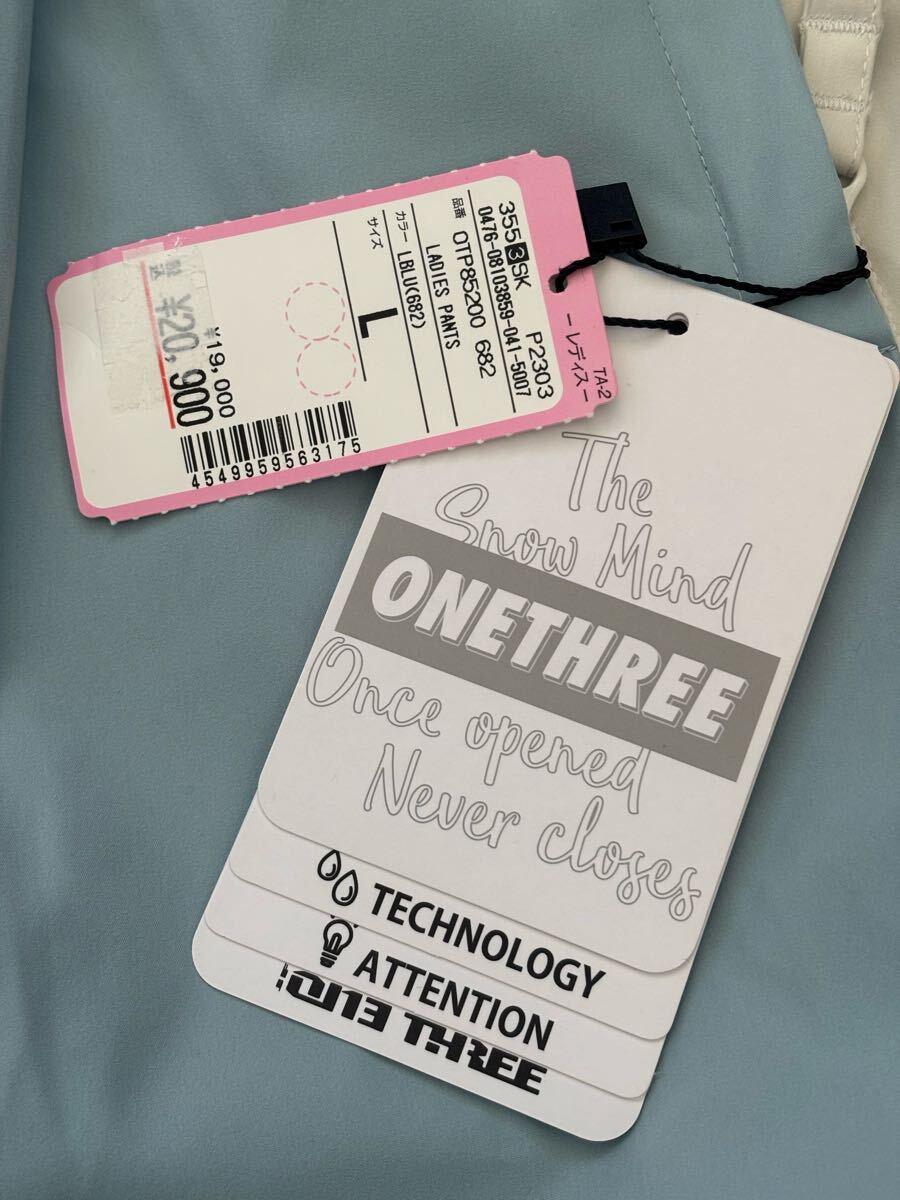 355 3 SK P2303
0476-08103859-041-5007
品番 OTP85200 682
LADIES PANTS
カラー LBLU(682)
サイズ
L
¥19,000
¥20,900
4549959563175
ーレディスー
TA-2
The
Snow Mind
ONETHREE
Once opened
Never closes
TECHNOLOGY
ATTENTION
ONE THREE